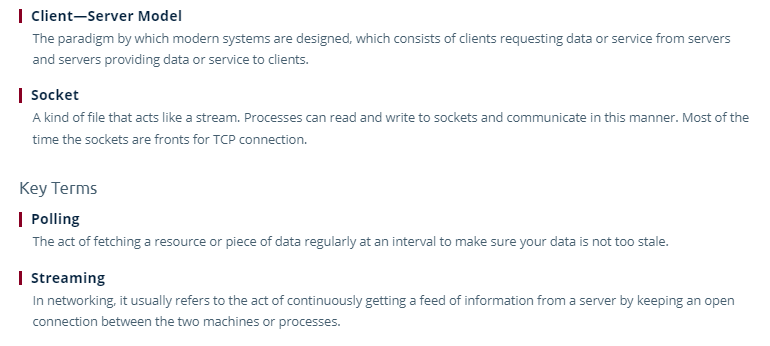 Client—Server Model
The paradigm by which modern systems are designed, which consists of clients requesting data or service from servers
and servers providing data or service to clients.
Socket
A kind of file that acts like a stream. Processes can read and write to sockets and communicate in this manner. Most of the
time the sockets are fronts for TCP connection.
Key Terms
Polling
The act of fetching a resource or piece of data regularly at an interval to make sure your data is not too stale.
Streaming
In networking, it usually refers to the act of continuously getting a feed of information from a server by keeping an open
connection between the two machines or processes.